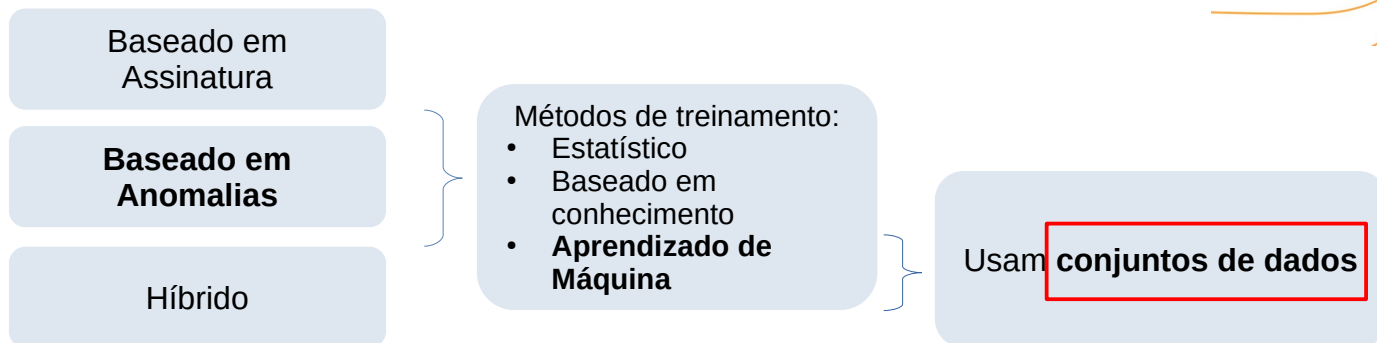 Baseado em
Assinatura
Baseado em
Anomalias
Híbrido
Métodos de treinamento:
• Estatístico
• Baseado em
conhecimento
• Aprendizado de
Máquina
Usam conjuntos de dados